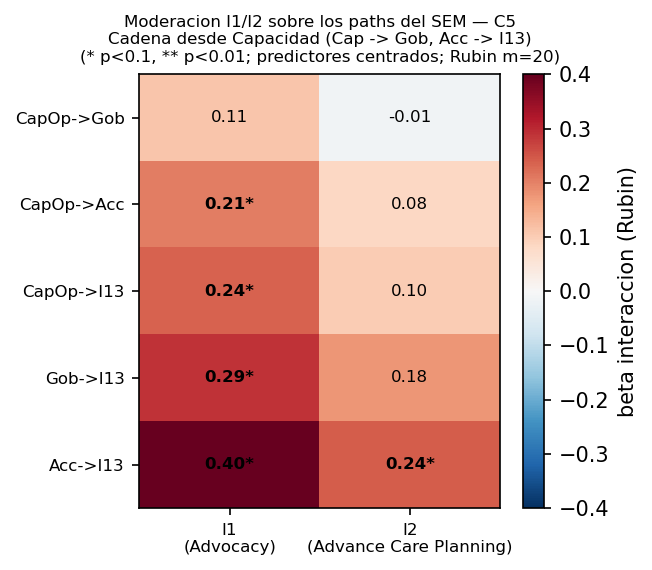 Moderacion I1/I2 sobre los paths del SEM — C5
Cadena desde Capacidad (Cap -> Gob, Acc -> I13)
(* p<0.1, ** p<0.01; predictores centrados; Rubin m=20)
CapOp->Gob 0.11 -0.01
CapOp->Acc 0.21* 0.08
CapOp->I13 0.24* 0.10
Gob->I13 0.29* 0.18
Acc->I13 0.40* 0.24*
I1 I2
(Advocacy) (Advance Care Planning)
0.4
0.3
0.2
0.1
0.0
−0.1
−0.2
−0.3
−0.4
beta interaccion (Rubin)